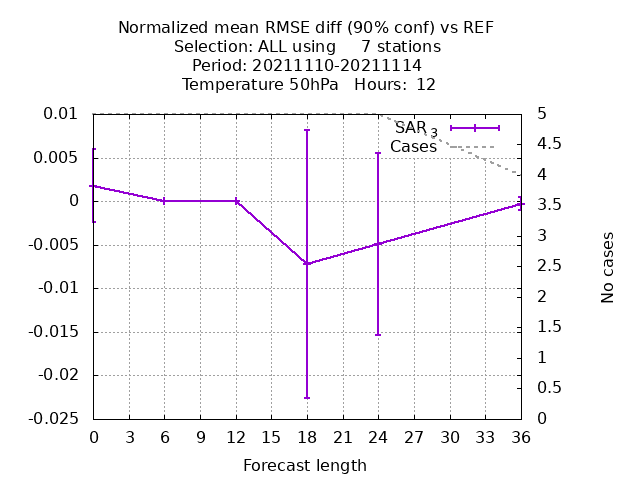 Normalized mean RMSE diff (90% conf) vs REF
Selection: ALL using     7 stations
Period: 20211110-20211114
Temperature 50hPa   Hours:  12
SAR 3
Cases
0.01
0.005
0
-0.005
-0.01
-0.015
-0.02
-0.025
5
4.5
4
3.5
3
2.5
2
1.5
1
0.5
0
No cases
0 3 6 9 12 15 18 21 24 27 30 33 36
Forecast length